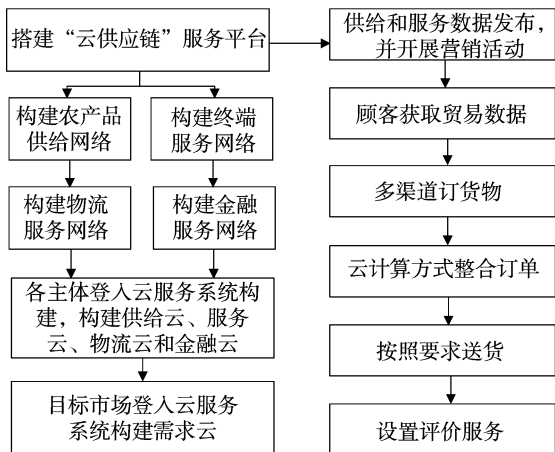 搭建“云供应链”服务平台
构建农产品
供给网络
构建终端
服务网络
构建物流
服务网络
构建金融
服务网络
各主体登入云服务系统构
建，构建供给云、服务
云、物流云和金融云
目标市场登入云服务
系统构建需求云
供给和服务数据发布，
并开展营销活动
顾客获取贸易数据
多渠道订货物
云计算方式整合订单
按照要求送货
设置评价服务